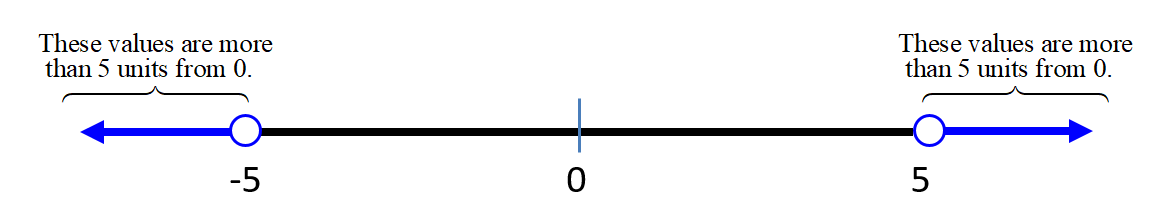 These values are more
than 5 units from 0.
These values are more
than 5 units from 0.
-5
0
5